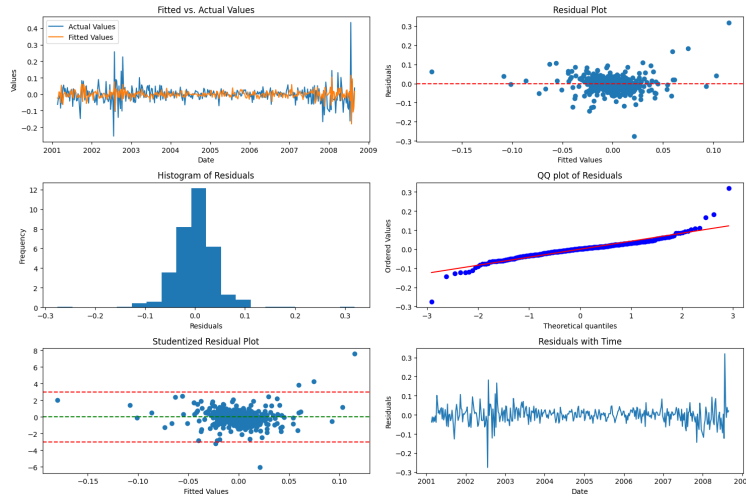 Fitted vs. Actual Values
Actual Values
Fitted Values
Values
0.4
0.3
0.2
0.1
0.0
−0.1
−0.2
2001 2002 2003 2004 2005 2006 2007 2008 2009
Date
Residual Plot
Residuals
0.3
0.2
0.1
0.0
−0.1
−0.2
−0.3
−0.15 −0.10 −0.05 0.00 0.05 0.10
Fitted Values
Histogram of Residuals
Frequency
12
10
8
6
4
2
0
−0.3 −0.2 −0.1 0.0 0.1 0.2 0.3
Residuals
QQ plot of Residuals
Ordered Values
0.3
0.2
0.1
0.0
−0.1
−0.2
−0.3
−3 −2 −1 0 1 2 3
Theoretical quantiles
Studentized Residual Plot
8
6
4
2
0
−2
−4
−6
−0.15 −0.10 −0.05 0.00 0.05 0.10
Fitted Values
Residuals with Time
Residuals
0.3
0.2
0.1
0.0
−0.1
−0.2
−0.3
2001 2002 2003 2004 2005 2006 2007 2008
Date